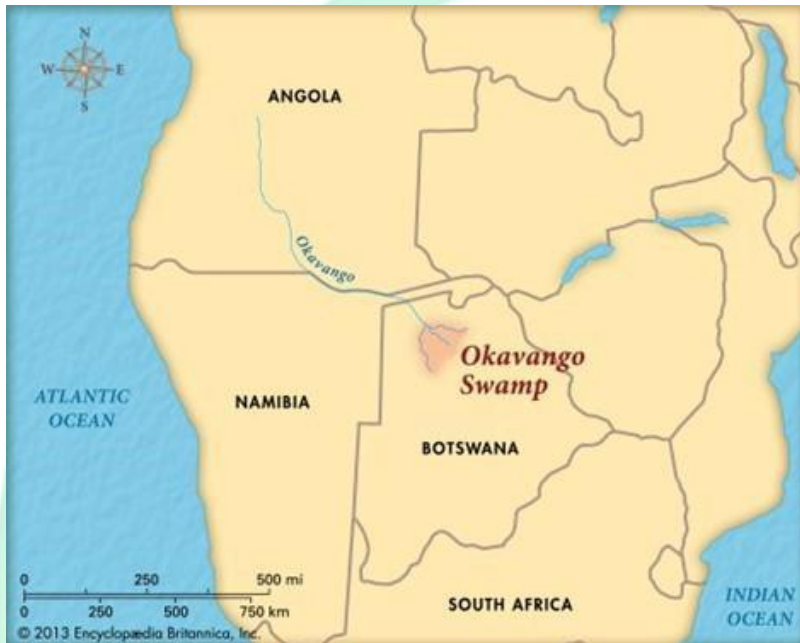 N
W E
S
ANGOLA
Okavango
Okavango
Swamp
ATLANTIC
OCEAN
NAMIBIA
BOTSWANA
0 250 500 mi
0 250 500 750 km
SOUTH AFRICA
INDIAN
OCEAN
© 2013 Encyclopædia Britannica, Inc.